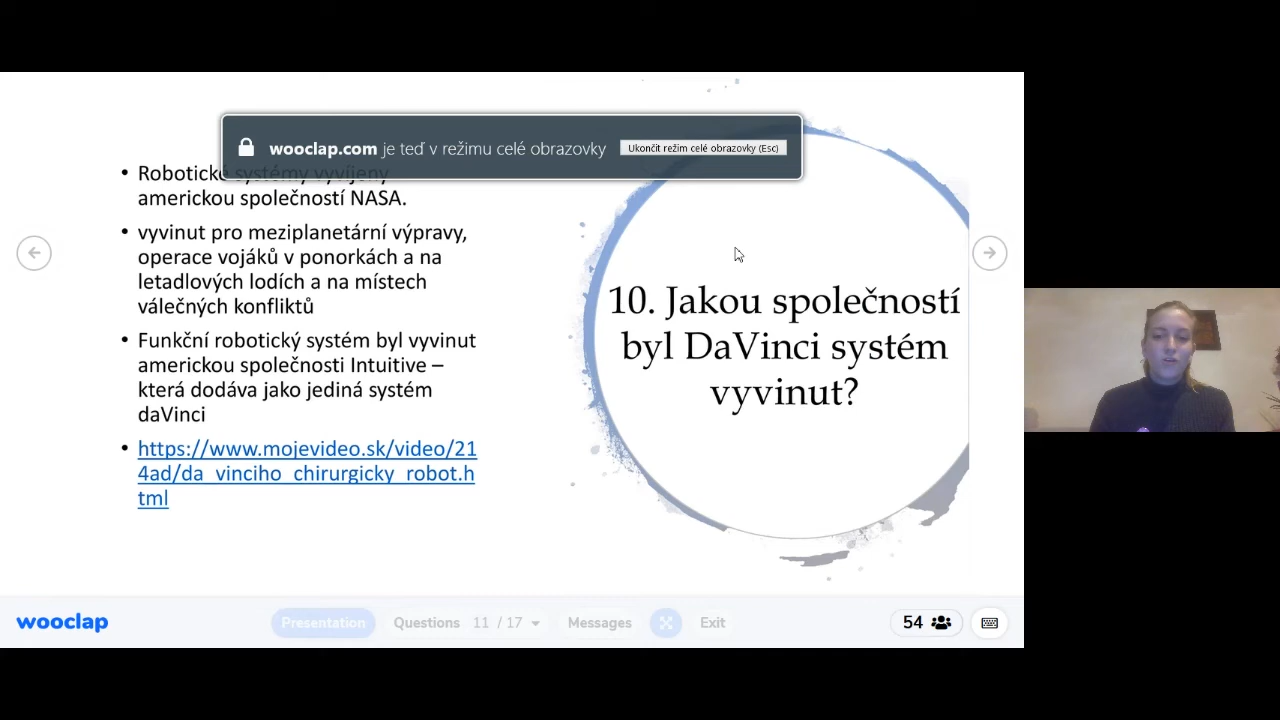 wooclap.com je teď v režimu celé obrazovky
Ukončit režim celé obrazovky (Esc)
• Robotické systémy vyvíjeny
americkou společností NASA.
• vyvinut pro meziplanetární výpravy,
operace vojáků v ponorkách a na
letadlových lodích a na místech
válečných konfliktů
• Funkční robotický systém byl vyvinut
americkou společnosti Intuitive –
která dodáva jako jediná systém
daVinci
• https://www.mojevideo.sk/video/21
4ad/da_vinciho_chirurgicky_robot.h
tml
10. Jakou společností
byl DaVinci systém
vyvinut?
wooclap
Presentation
Questions 11 / 17
Messages
Exit
54